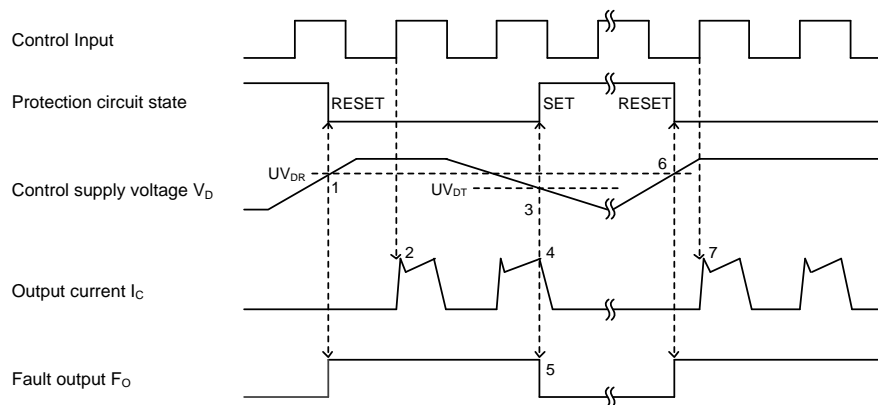 Control Input
Protection circuit state
RESET
SET
RESET
UVDR
1
6
Control supply voltage VD
UVDT
3
2
4
7
Output current IC
5
Fault output FO